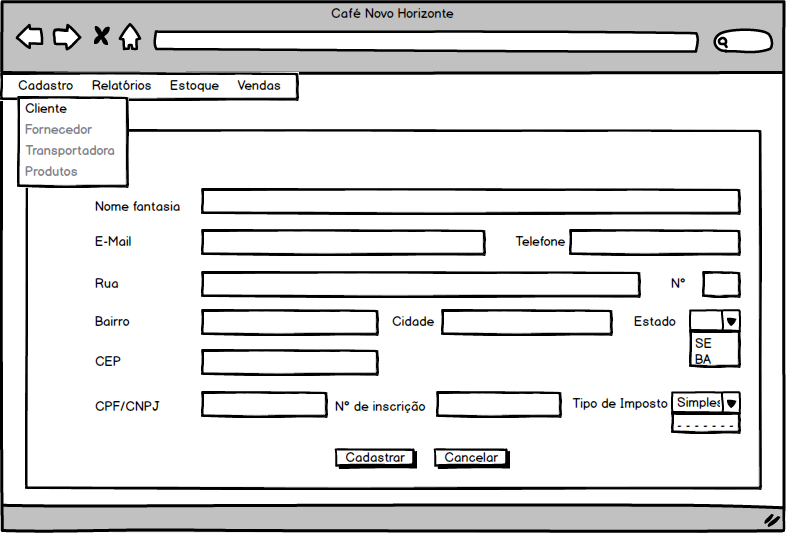 Café Novo Horizonte
Cadastro Relatórios Estoque Vendas
Cliente
Fornecedor
Transportadora
Produtos
Nome fantasia
E-Mail Telefone
Rua Nº
Bairro Cidade Estado
SE
BA
CEP
CPF/CNPJ Nº de inscrição Tipo de Imposto Simples
- - - - - - -
Cadastrar Cancelar